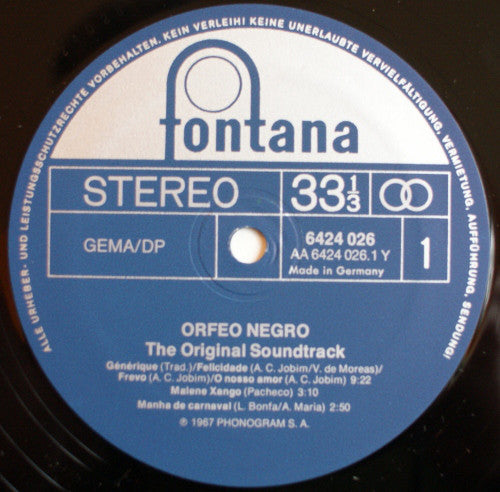 ALLE URHEBER- UND LEISTUNGSSCHUTZRECHTE VORBEHALTEN. KEIN VERLEIH! KEINE UNERLAUBTE VERVIELFÄLTIGUNG, VERMIETUNG, AUFFÜHRUNG, SENDUNG!
fontana
STEREO 33 1/3
GEMA/DP
6424 026
AA 6424 026.1 Y
Made in Germany
1
ORFEO NEGRO
The Original Soundtrack
Générique (Trad.)/Felicidade (A. C. Jobim/V. de Moreas)/
Frevo (A. C. Jobim)/O nosso amor (A. C. Jobim) 9:22
Malene Xango (Pacheco) 3:10
Manha de carnaval (L. Bonfa/A. Maria) 2:50
℗ 1967 PHONOGRAM S. A.